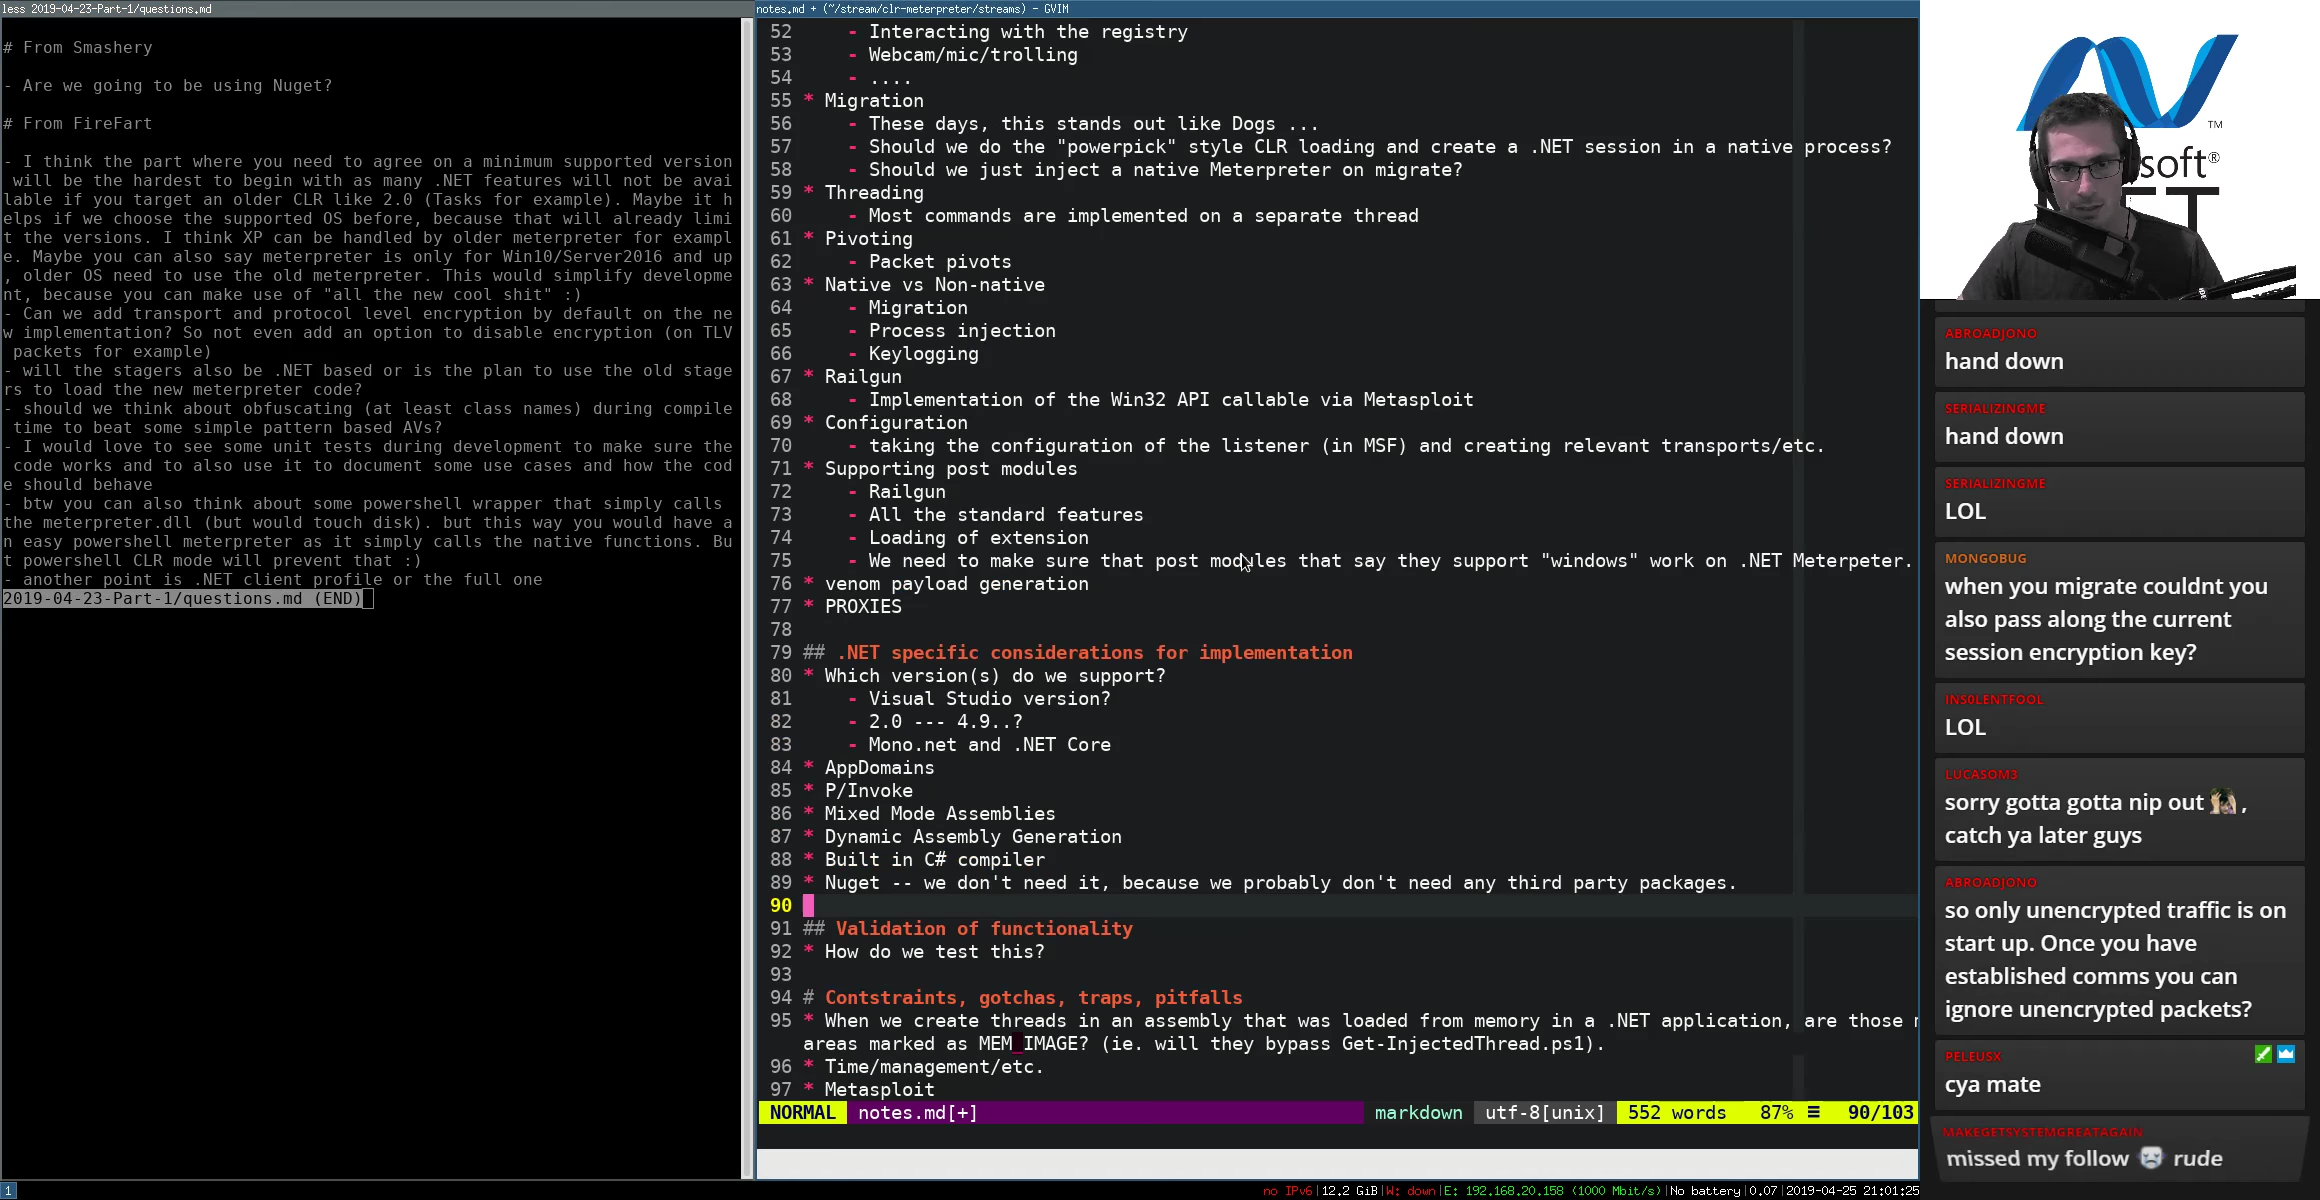 less 2019-04-23-Part-1/questions.md
# From Smashery
- Are we going to be using Nuget?
# From FireFart
- I think the part where you need to agree on a minimum supported version
 will be the hardest to begin with as many .NET features will not be avai
lable if you target an older CLR like 2.0 (Tasks for example). Maybe it h
elps if we choose the supported OS before, because that will already limi
t the versions. I think XP can be handled by older meterpreter for exampl
e. Maybe you can also say meterpreter is only for Win10/Server2016 and up
, older OS need to use the old meterpreter. This would simplify developme
nt, because you can make use of "all the new cool shit" :)
- Can we add transport and protocol level encryption by default on the ne
w implementation? So not even add an option to disable encryption (on TLV
 packets for example)
- will the stagers also be .NET based or is the plan to use the old stage
rs to load the new meterpreter code?
- should we think about obfuscating (at least class names) during compile
 time to beat some simple pattern based AVs?
- I would love to see some unit tests during development to make sure the
 code works and to also use it to document some use cases and how the cod
e should behave
- btw you can also think about some powershell wrapper that simply calls
the meterpreter.dll (but would touch disk). but this way you would have a
n easy powershell meterpreter as it simply calls the native functions. Bu
t powershell CLR mode will prevent that :)
- another point is .NET client profile or the full one
2019-04-23-Part-1/questions.md (END)
notes.md + (~/stream/clr-meterpreter/streams) - GVIM
52 - Interacting with the registry
53 - Webcam/mic/trolling
54 - ....
55 * Migration
56 - These days, this stands out like Dogs ...
57 - Should we do the "powerpick" style CLR loading and create a .NET session in a native process?
58 - Should we just inject a native Meterpreter on migrate?
59 * Threading
60 - Most commands are implemented on a separate thread
61 * Pivoting
62 - Packet pivots
63 * Native vs Non-native
64 - Migration
65 - Process injection
66 - Keylogging
67 * Railgun
68 - Implementation of the Win32 API callable via Metasploit
69 * Configuration
70 - taking the configuration of the listener (in MSF) and creating relevant transports/etc.
71 * Supporting post modules
72 - Railgun
73 - All the standard features
74 - Loading of extension
75 - We need to make sure that post modules that say they support "windows" work on .NET Meterpeter.
76 * venom payload generation
77 * PROXIES
78
79 ## .NET specific considerations for implementation
80 * Which version(s) do we support?
81 - Visual Studio version?
82 - 2.0 --- 4.9..?
83 - Mono.net and .NET Core
84 * AppDomains
85 * P/Invoke
86 * Mixed Mode Assemblies
87 * Dynamic Assembly Generation
88 * Built in C# compiler
89 * Nuget -- we don't need it, because we probably don't need any third party packages.
90
91 ## Validation of functionality
92 * How do we test this?
93
94 # Contstraints, gotchas, traps, pitfalls
95 * When we create threads in an assembly that was loaded from memory in a .NET application, are those
areas marked as MEM_IMAGE? (ie. will they bypass Get-InjectedThread.ps1).
96 * Time/management/etc.
97 * Metasploit
NORMAL notes.md[+] markdown utf-8[unix] 552 words 87% ≡ 90/103
TM
soft®
ABROADJONO
hand down
SERIALIZINGME
hand down
SERIALIZINGME
LOL
MONGOBUG
when you migrate couldnt you
also pass along the current
session encryption key?
INS0LENTFOOL
LOL
LUCASOM3
sorry gotta gotta nip out ,
catch ya later guys
ABROADJONO
so only unencrypted traffic is on
start up. Once you have
established comms you can
ignore unencrypted packets?
PELEUSX
cya mate
MAKEGETSYSTEMGREATAGAIN
missed my follow rude
1
no IPv6|12.2 GiB|W: down|E: 192.168.20.158 (1000 Mbit/s)|No battery|0.07|2019-04-25 21:01:25